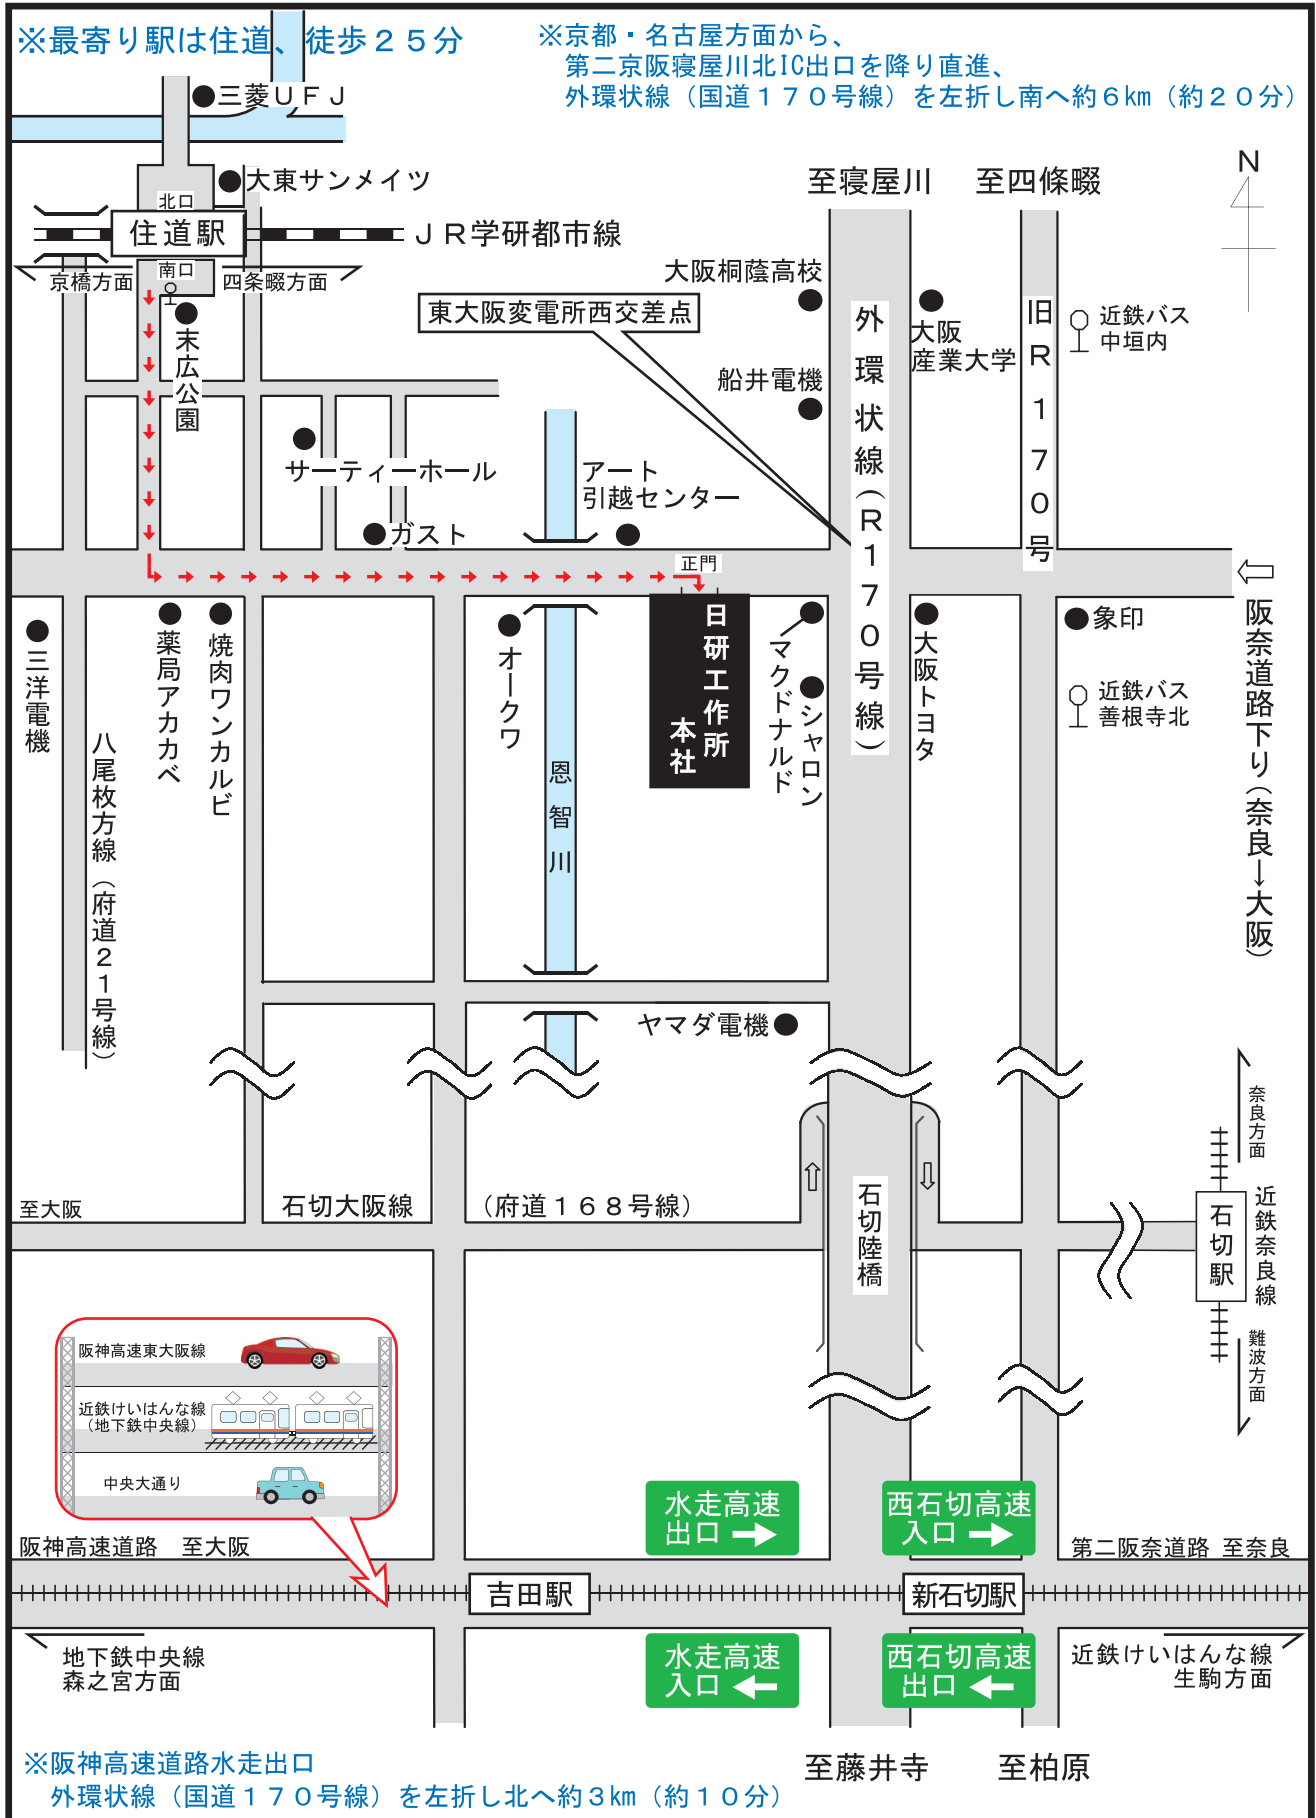 ※最寄り駅は住道、徒歩２５分
※京都・名古屋方面から、
第二京阪寝屋川北IC出口を降り直進、
外環状線（国道１７０号線）を左折し南へ約６㎞（約２０分）
三菱ＵＦＪ
N
大東サンメイツ
至寝屋川
至四條畷
北口
住道駅
ＪＲ学研都市線
南口
京橋方面
四条畷方面
大阪桐蔭高校
東大阪変電所西交差点
末広公園
外環状線（Ｒ１７０号線）
大阪
産業大学
旧Ｒ１７０号
近鉄バス
中垣内
船井電機
サーティーホール
アート
引越センター
ガスト
正門
日研工作所
本社
三洋電機
薬局アカカベ
焼肉ワンカルビ
オークワ
マクドナルド
シャロン
大阪トヨタ
象印
近鉄バス
善根寺北
阪奈道路下り（奈良→大阪）
八尾枚方線（府道２１号線）
恩智川
ヤマダ電機
奈良方面
至大阪
石切大阪線
（府道１６８号線）
石切陸橋
石切駅
近鉄奈良線
難波方面
阪神高速東大阪線
近鉄けいはんな線
（地下鉄中央線）
中央大通り
水走高速
出口
西石切高速
入口
阪神高速道路 至大阪
第二阪奈道路 至奈良
吉田駅
新石切駅
地下鉄中央線
森之宮方面
水走高速
入口
西石切高速
出口
近鉄けいはんな線
生駒方面
※阪神高速道路水走出口
外環状線（国道１７０号線）を左折し北へ約３㎞（約１０分）
至藤井寺
至柏原